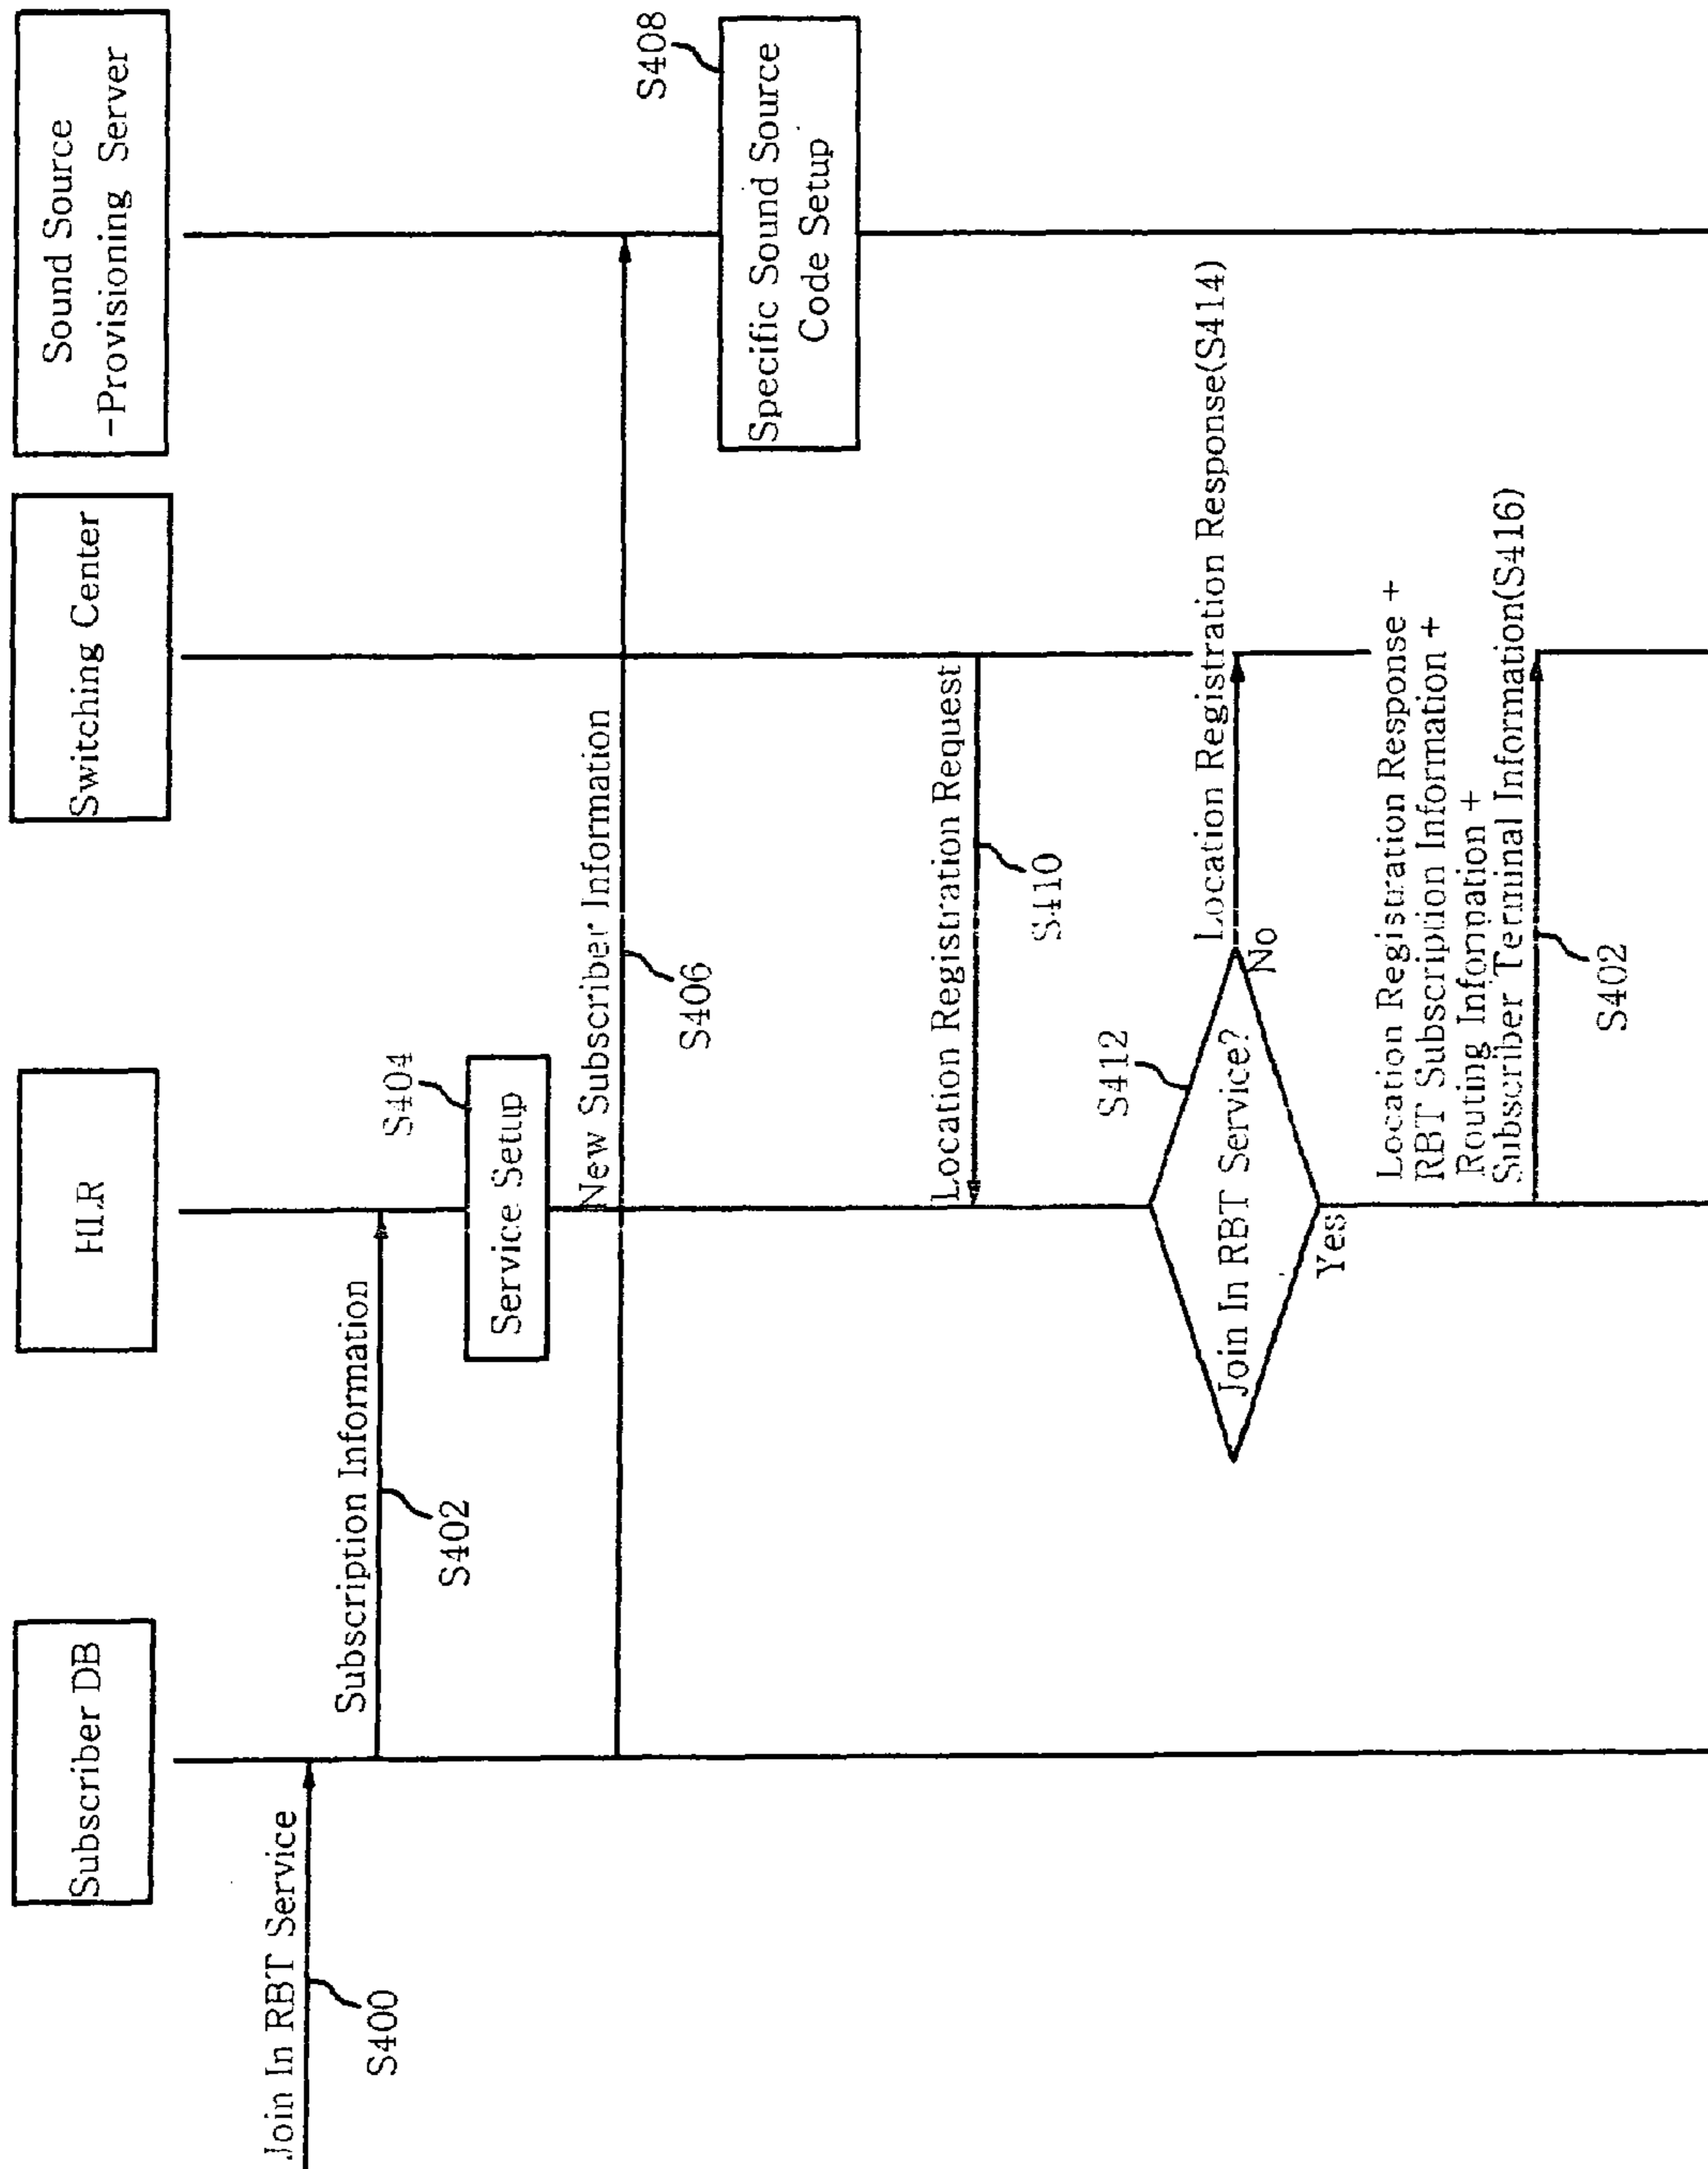 Subscriber DB
HLR
Switching Center
Sound Source
-Provisioning Server
Join In RBT Service
S400
Subscription Information
S402
S404
Service Setup
New Subscriber Information
S406
S408
Specific Sound Source
Code Setup
Location Registration Request
S410
S412
Join In RBT Service?
No
Location Registration Response(S414)
Yes
Location Registration Response +
RBT Subscription Information +
Routing Information +
Subscriber Terminal Information(S416)
S402